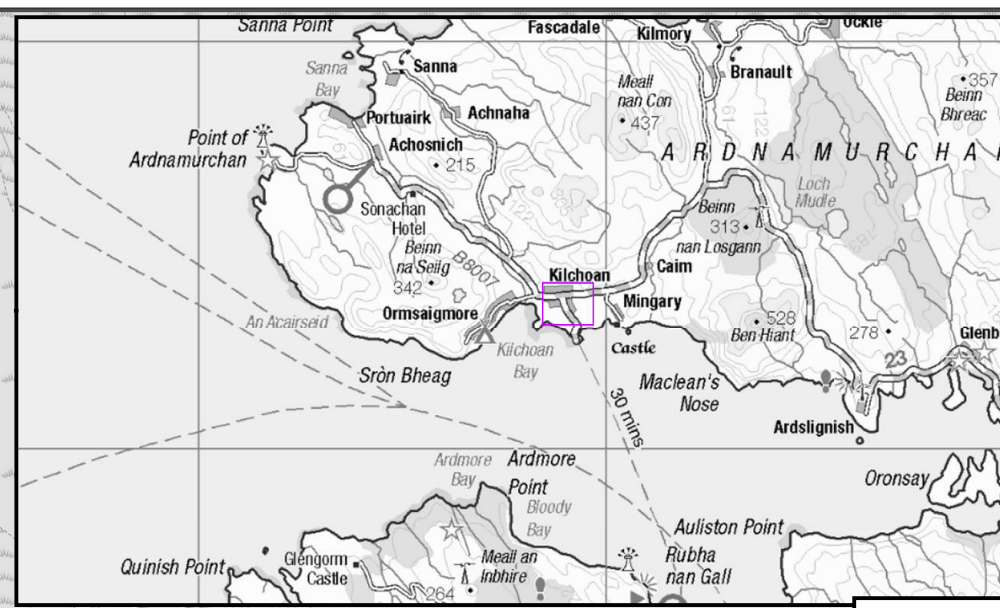 Sanna Point
Fascadale
Kilmory
Ockle
Sanna
Bay
Sanna
Branault
357
Beinn
Bhreac
Meall
nan Con
437
Portuairk
Achnaha
Point of
Ardnamurchan
Achosnich
215
61
122
ARDNAMURCHA
Loch
Mudle
Sonachan
Hotel
Beinn
na Seilg
342
B8007
Beinn
313
nan Losgann
Kilchoan
Caim
Mingary
Ormsaigmore
An Acairseid
Kilchoan
Bay
Castle
528
Ben Hiant
278
23
Glenb
Sròn Bheag
30 mins
Maclean's
Nose
Ardslignish
Ardmore
Bay
Ardmore
Point
Bloody
Bay
Oronsay
Auliston Point
Quinish Point
Glengorm
Castle
Meall an
Inbhire
264
Rubha
nan Gall